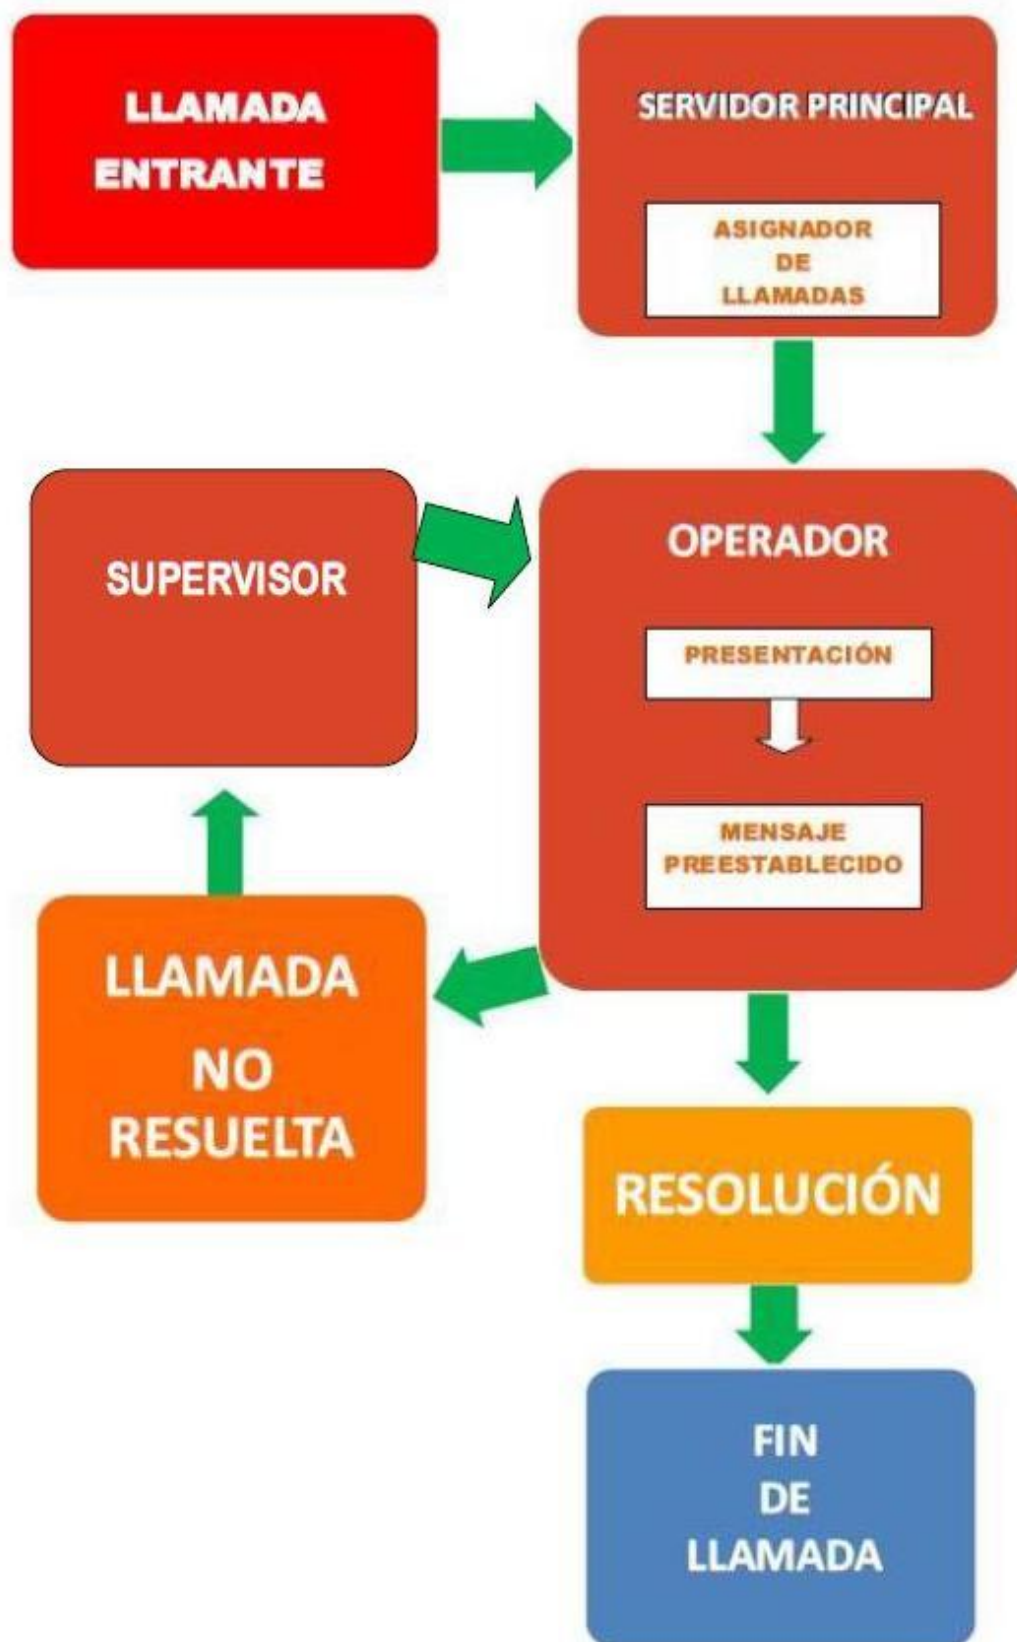 LLAMADA
ENTRANTE
SERVIDOR PRINCIPAL
ASIGNADOR
DE
LLAMADAS
SUPERVISOR
OPERADOR
PRESENTACIÓN
MENSAJE
PREESTABLECIDO
LLAMADA
NO
RESUELTA
RESOLUCIÓN
FIN
DE
LLAMADA